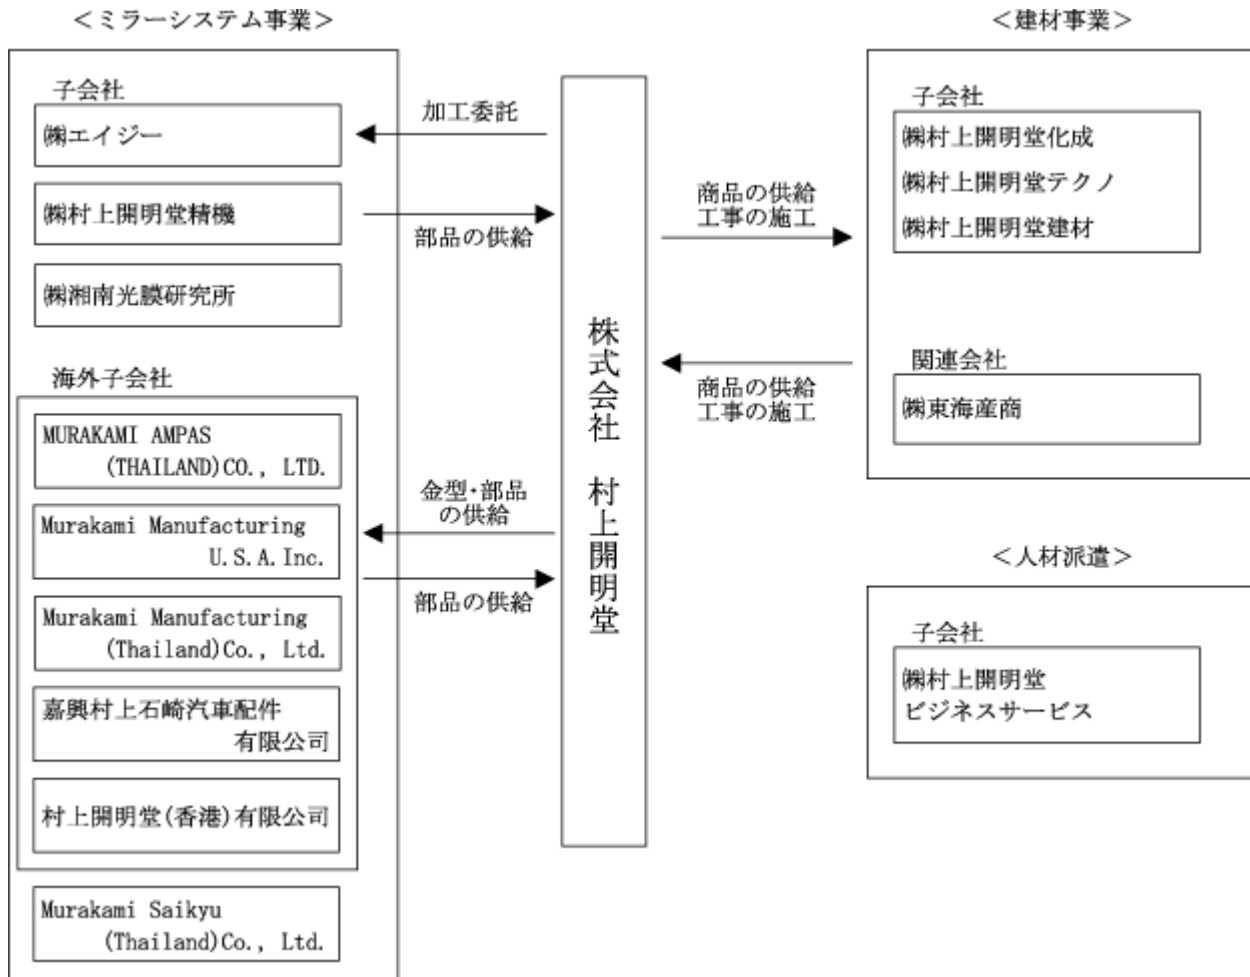 ＜ミラーシステム事業＞
子会社
㈱エイジー
㈱村上開明堂精機
㈱湘南光膜研究所
海外子会社
MURAKAMI AMPAS
(THAILAND)CO., LTD.
Murakami Manufacturing
U.S.A.Inc.
Murakami Manufacturing
(Thailand)Co., Ltd.
嘉興村上石崎汽車配件
有限公司
村上開明堂(香港)有限公司
Murakami Saikyu
(Thailand)Co., Ltd.
加工委託
部品の供給
金型・部品
の供給
部品の供給
株式会社 村上開明堂
商品の供給
工事の施工
商品の供給
工事の施工
＜建材事業＞
子会社
㈱村上開明堂化成
㈱村上開明堂テクノ
㈱村上開明堂建材
関連会社
㈱東海産商
＜人材派遣＞
子会社
㈱村上開明堂
ビジネスサービス